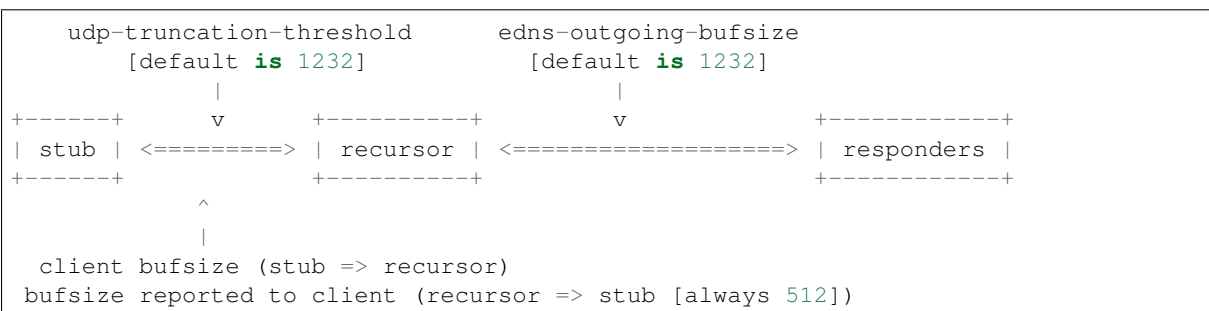 udp-truncation-threshold      edns-outgoing-bufsize
        [default is 1232]           [default is 1232]
              |                           |
+------+      v      +----------+         v             +------------+
| stub | <=========> | recursor | <===================> | responders |
+------+             +----------+                       +------------+
             ^
             |
  client bufsize (stub => recursor)
 bufsize reported to client (recursor => stub [always 512])